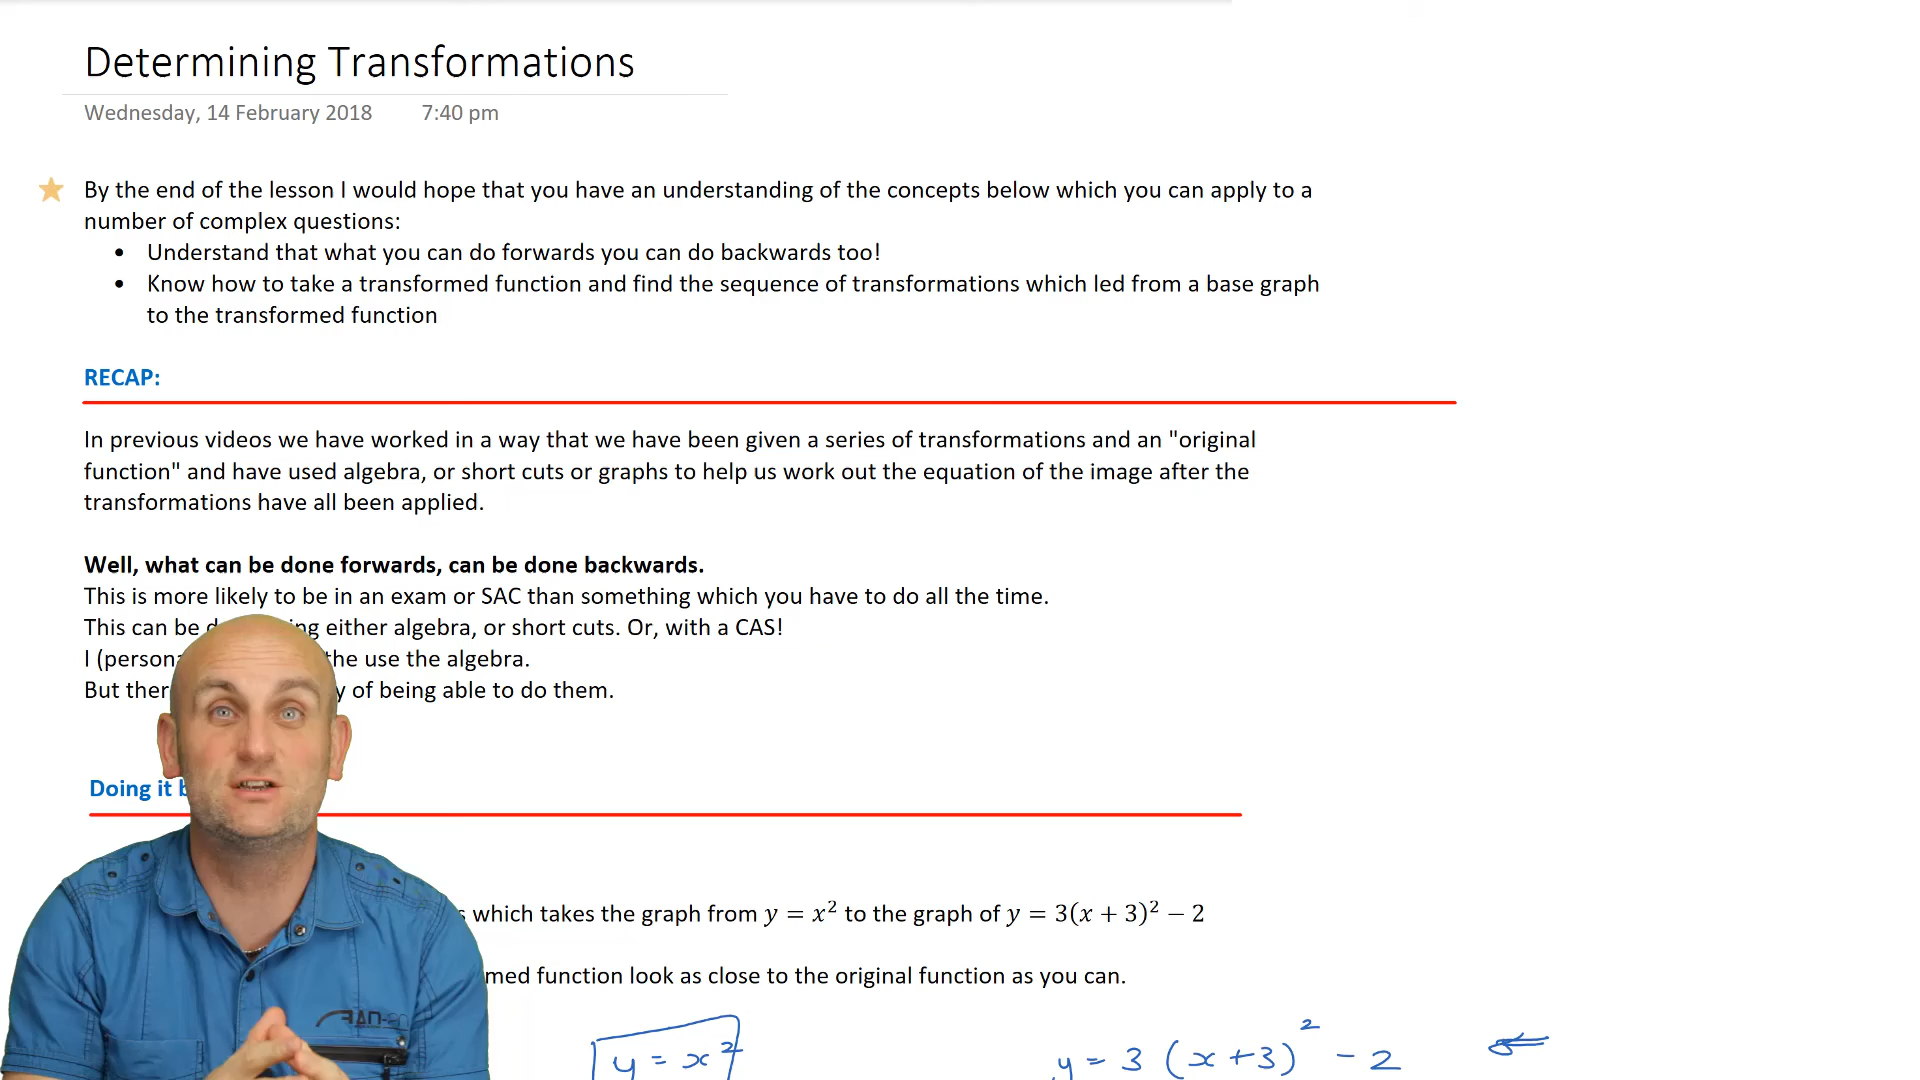 Determining Transformations
Wednesday, 14 February 2018 7:40 pm
By the end of the lesson I would hope that you have an understanding of the concepts below which you can apply to a
number of complex questions:
• Understand that what you can do forwards you can do backwards too!
• Know how to take a transformed function and find the sequence of transformations which led from a base graph
to the transformed function
RECAP:
In previous videos we have worked in a way that we have been given a series of transformations and an "original
function" and have used algebra, or short cuts or graphs to help us work out the equation of the image after the
transformations have all been applied.
Well, what can be done forwards, can be done backwards.
This is more likely to be in an exam or SAC than something which you have to do all the time.
This can be either algebra, or short cuts. Or, with a CAS!
I the use the algebra.
But of being able to do them.
Doing it
which takes the graph from y = x² to the graph of y = 3(x + 3)² − 2
function look as close to the original function as you can.
y = x² y = 3 (x+3)² − 2